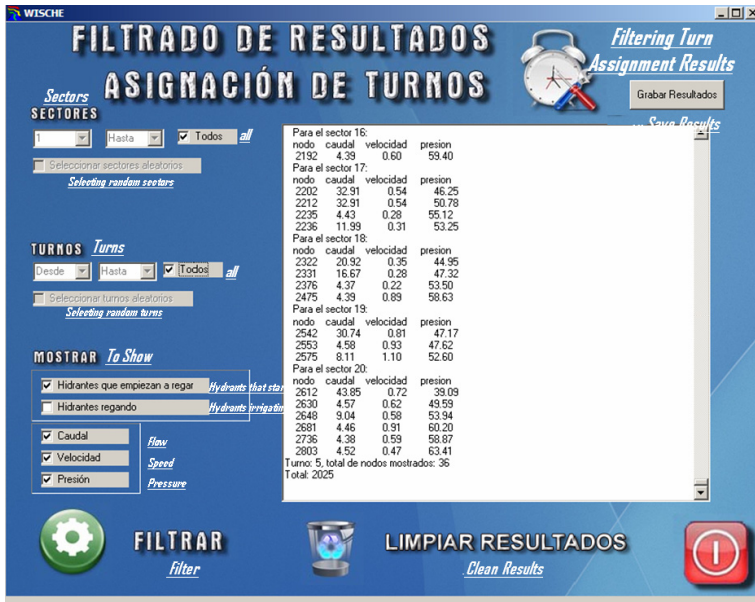 WISCHE
FILTRADO DE RESULTADOS
ASIGNACIÓN DE TURNOS
Filtering Turn
Assignment Results
Grabar Resultados
... Save Results
Sectors
SECTORES
1 Hasta Todos all
Seleccionar sectores aleatorios
Selecting random sectors
TURNOS Turns
Desde Hasta Todos all
Seleccionar turnos aleatorios
Selecting random turns
MOSTRAR To Show
Hidrantes que empiezan a regar Hydrants that star
Hidrantes regando Hydrants irrigatin
Caudal Flow
Velocidad Speed
Presión Pressure
Para el sector 16:
nodo caudal velocidad presion
2192 4.39 0.60 59.40
Para el sector 17:
nodo caudal velocidad presion
2202 32.91 0.54 46.25
2212 32.91 0.54 50.78
2235 4.43 0.28 55.12
2236 11.99 0.31 53.25
Para el sector 18:
nodo caudal velocidad presion
2322 20.92 0.35 44.95
2331 16.67 0.28 47.32
2376 4.37 0.22 53.50
2475 4.39 0.89 58.63
Para el sector 19:
nodo caudal velocidad presion
2542 30.74 0.81 47.17
2553 4.58 0.93 47.62
2575 8.11 1.10 52.60
Para el sector 20:
nodo caudal velocidad presion
2612 43.85 0.72 39.09
2630 4.57 0.62 49.59
2648 9.04 0.58 53.94
2681 4.46 0.91 60.20
2736 4.38 0.59 58.87
2803 4.52 0.47 63.41
Turno: 5, total de nodos mostrados: 36
Total: 2025
FILTRAR
Filter
LIMPIAR RESULTADOS
Clean Results